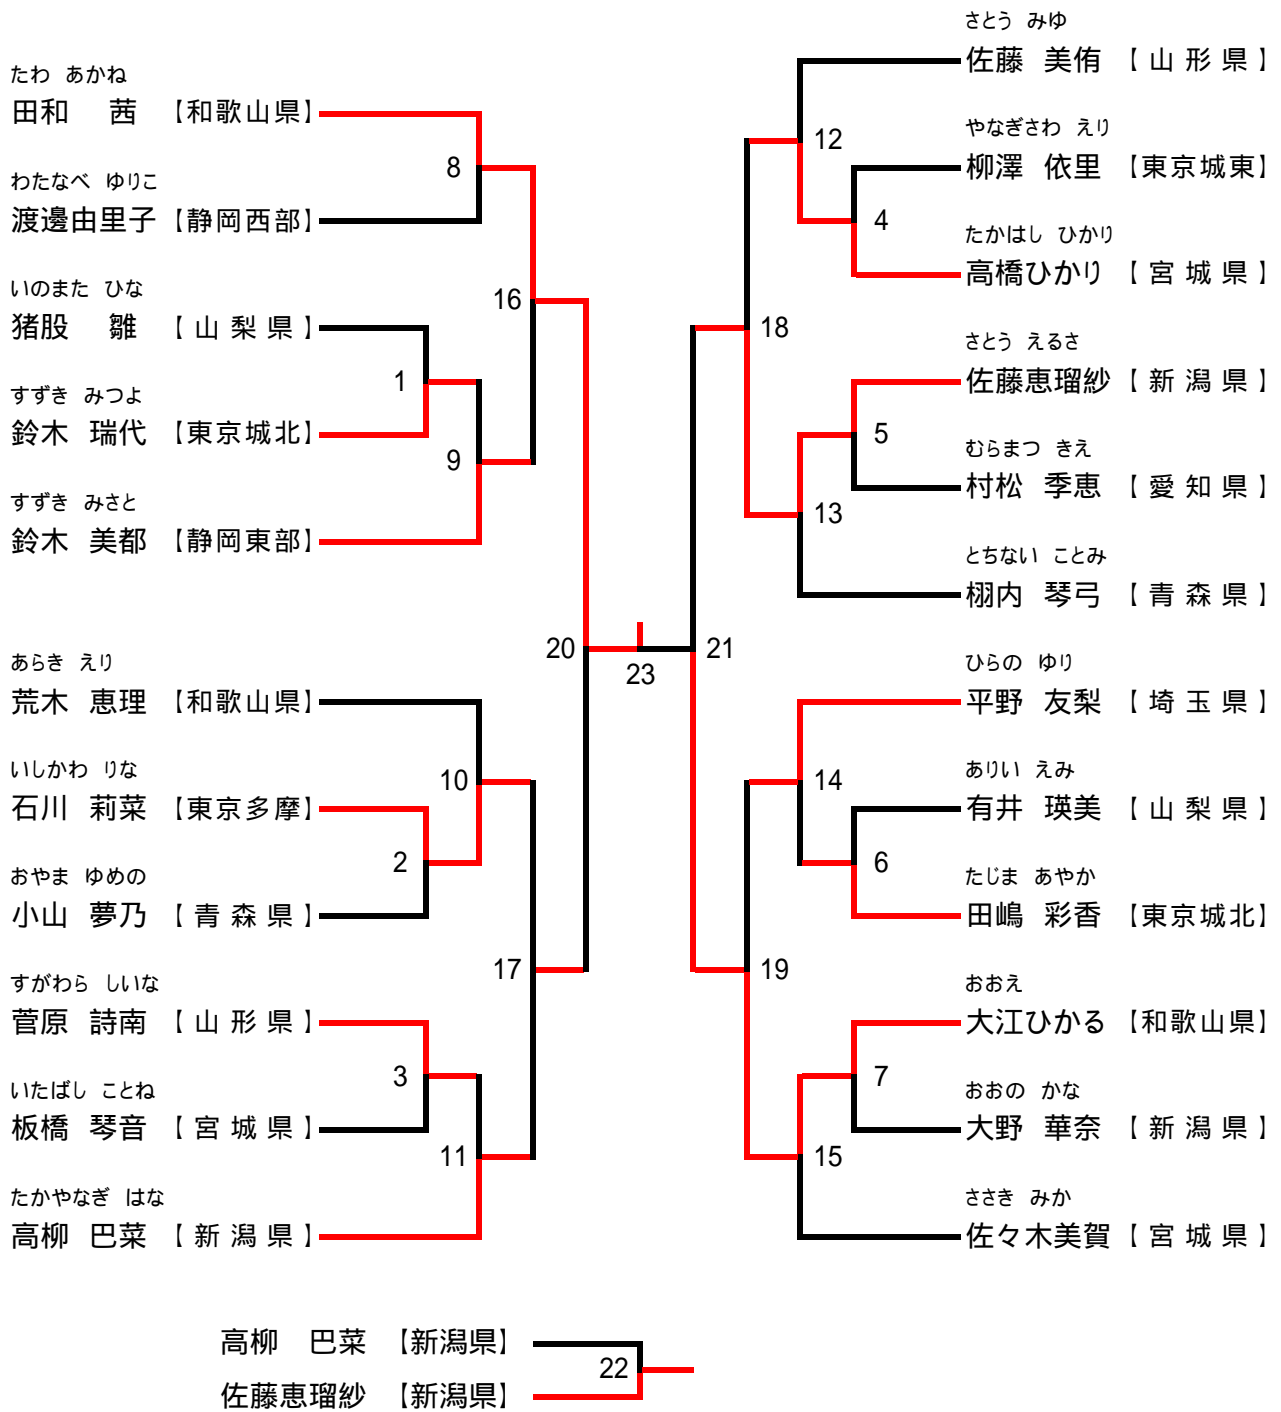 たわ あかね
田和 茜 【和歌山県】
わたなべ ゆりこ
渡邊由里子 【静岡西部】
いのまた ひな
猪股 雛 【山梨県】
すずき みつよ
鈴木 瑞代 【東京城北】
すずき みさと
鈴木 美都 【静岡東部】
あらき えり
荒木 恵理 【和歌山県】
いしかわ りな
石川 莉菜 【東京多摩】
おやま ゆめの
小山 夢乃 【青森県】
すがわら しいな
菅原 詩南 【山形県】
いたばし ことね
板橋 琴音 【宮城県】
たかやなぎ はな
高柳 巴菜 【新潟県】
8
16
1
9
20
10
2
17
3
11
23
さとう みゆ
佐藤 美侑 【山形県】
やなぎさわ えり
柳澤 依里 【東京城東】
たかはし ひかり
高橋ひかり 【宮城県】
さとう えるさ
佐藤恵瑠紗 【新潟県】
むらまつ きえ
村松 季恵 【愛知県】
とちない ことみ
栩内 琴弓 【青森県】
ひらの ゆり
平野 友梨 【埼玉県】
ありい えみ
有井 瑛美 【山梨県】
たじま あやか
田嶋 彩香 【東京城北】
おおえ
大江ひかる 【和歌山県】
おおの かな
大野 華奈 【新潟県】
ささき みか
佐々木美賀 【宮城県】
12
4
18
5
13
21
14
6
19
7
15
高柳 巴菜 【新潟県】
22
佐藤恵瑠紗 【新潟県】